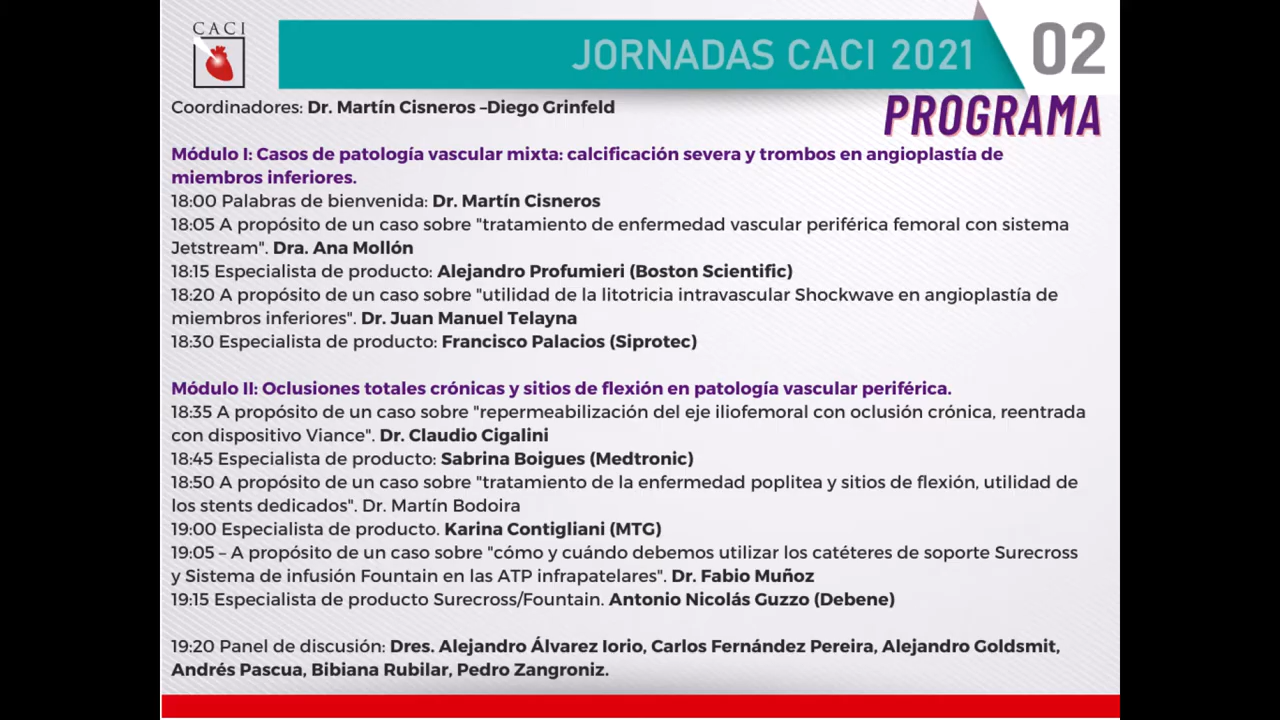 CACI
JORNADAS CACI 2021
02
PROGRAMA
Coordinadores: Dr. Martín Cisneros –Diego Grinfeld
Módulo I: Casos de patología vascular mixta: calcificación severa y trombos en angioplastía de
miembros inferiores.
18:00 Palabras de bienvenida: Dr. Martín Cisneros
18:05 A propósito de un caso sobre "tratamiento de enfermedad vascular periférica femoral con sistema
Jetstream". Dra. Ana Mollón
18:15 Especialista de producto: Alejandro Profumieri (Boston Scientific)
18:20 A propósito de un caso sobre "utilidad de la litotricia intravascular Shockwave en angioplastía de
miembros inferiores". Dr. Juan Manuel Telayna
18:30 Especialista de producto: Francisco Palacios (Siprotec)
Módulo II: Oclusiones totales crónicas y sitios de flexión en patología vascular periférica.
18:35 A propósito de un caso sobre "repermeabilización del eje iliofemoral con oclusión crónica, reentrada
con dispositivo Viance". Dr. Claudio Cigalini
18:45 Especialista de producto: Sabrina Boigues (Medtronic)
18:50 A propósito de un caso sobre "tratamiento de la enfermedad poplitea y sitios de flexión, utilidad de
los stents dedicados". Dr. Martín Bodoira
19:00 Especialista de producto. Karina Contigliani (MTG)
19:05 – A propósito de un caso sobre "cómo y cuándo debemos utilizar los catéteres de soporte Surecross
y Sistema de infusión Fountain en las ATP infrapatelares". Dr. Fabio Muñoz
19:15 Especialista de producto Surecross/Fountain. Antonio Nicolás Guzzo (Debene)
19:20 Panel de discusión: Dres. Alejandro Álvarez Iorio, Carlos Fernández Pereira, Alejandro Goldsmit,
Andrés Pascua, Bibiana Rubilar, Pedro Zangroniz.